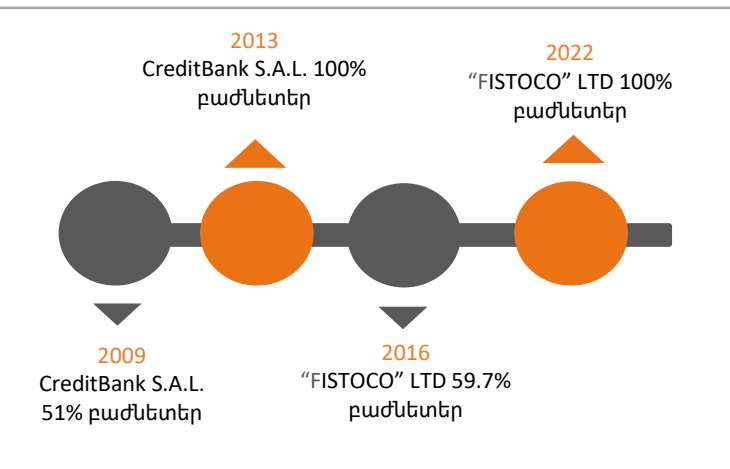 2013
CreditBank S.A.L. 100%
բաժնետեր
2022
“FISTOCO” LTD 100%
բաժնետեր
2009
CreditBank S.A.L.
51% բաժնետեր
2016
“FISTOCO” LTD 59.7%
բաժնետեր